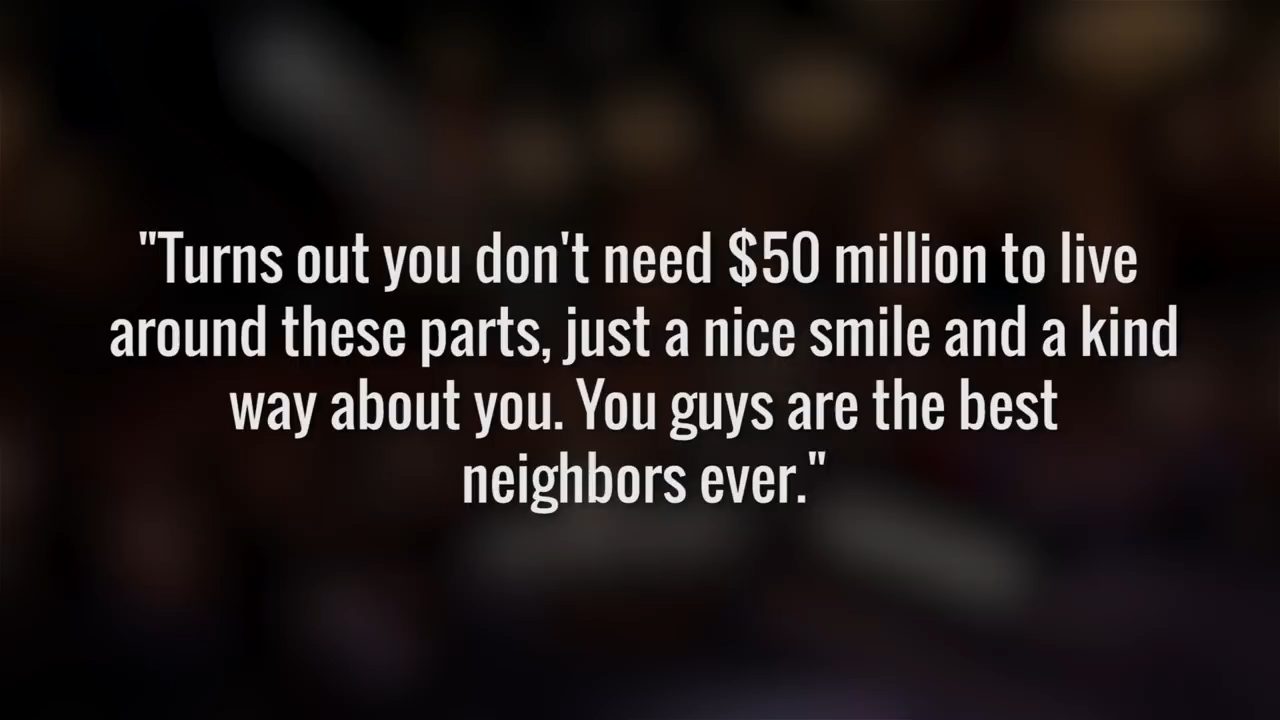 "Turns out you don't need $50 million to live
around these parts, just a nice smile and a kind
way about you. You guys are the best
neighbors ever."